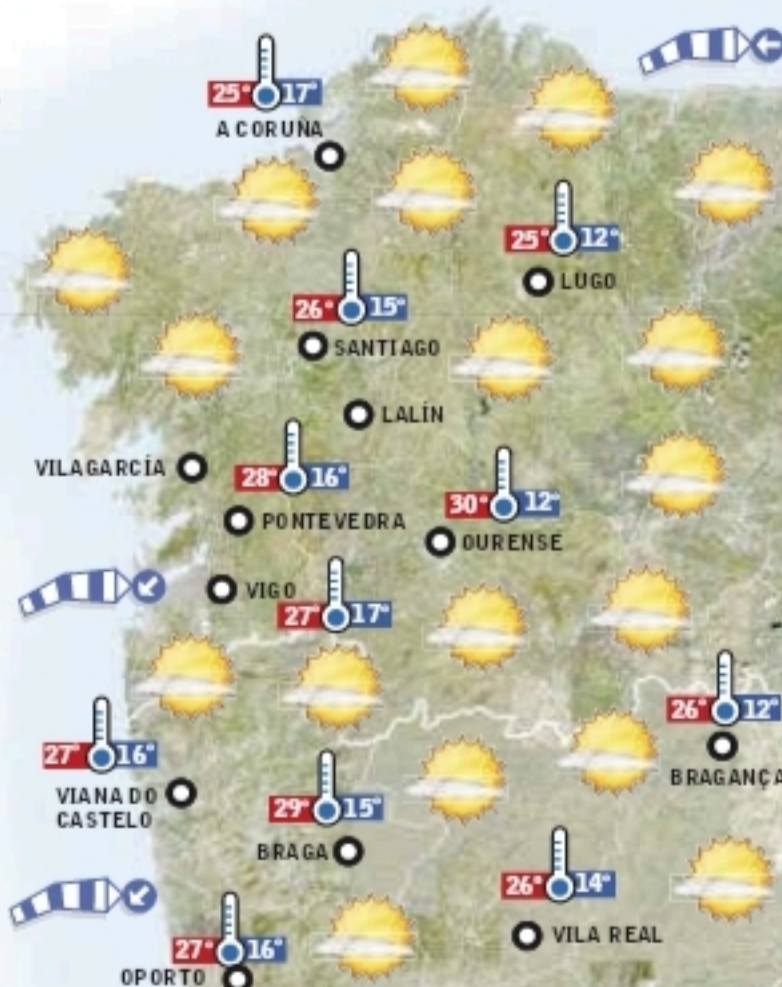 25° 17°
A CORUÑA
25° 12°
LUGO
26° 15°
SANTIAGO
LALÍN
VILAGARCÍA
28° 16°
PONTEVEDRA
30° 12°
OURENSE
VIGO
27° 17°
26° 12°
BRAGANÇA
27° 16°
VIANA DO
CASTELO
29° 15°
BRAGA
26° 14°
VILA REAL
27° 16°
OPORTO